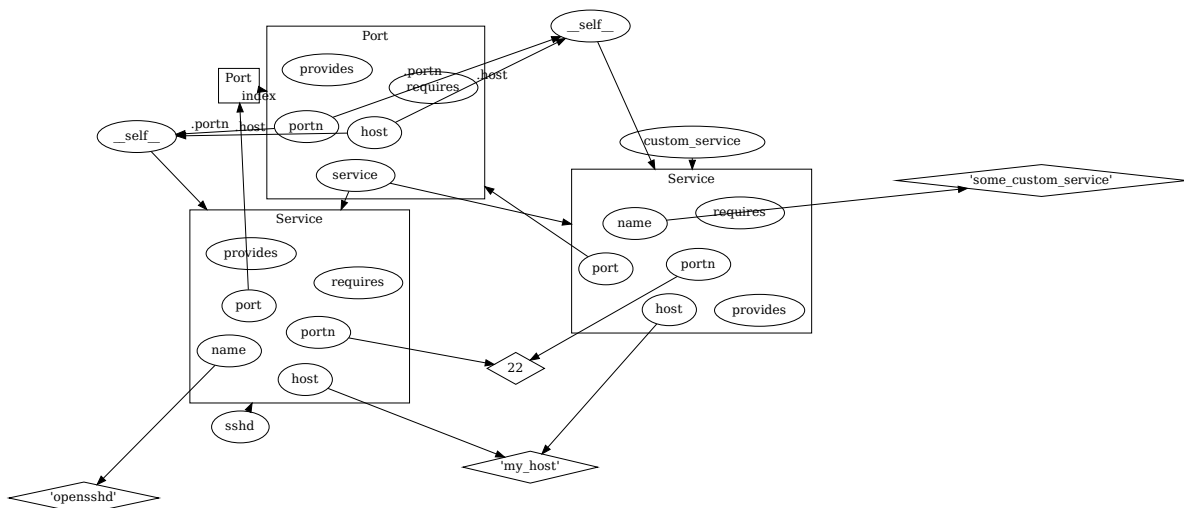 __self__
Port
provides
Port
.portn
.host
requires
index
portn
host
__self__
.portn
.host
custom_service
service
Service
'some_custom_service'
name
requires
Service
provides
port
portn
requires
port
host
provides
portn
name
22
host
sshd
'my_host'
'opensshd'